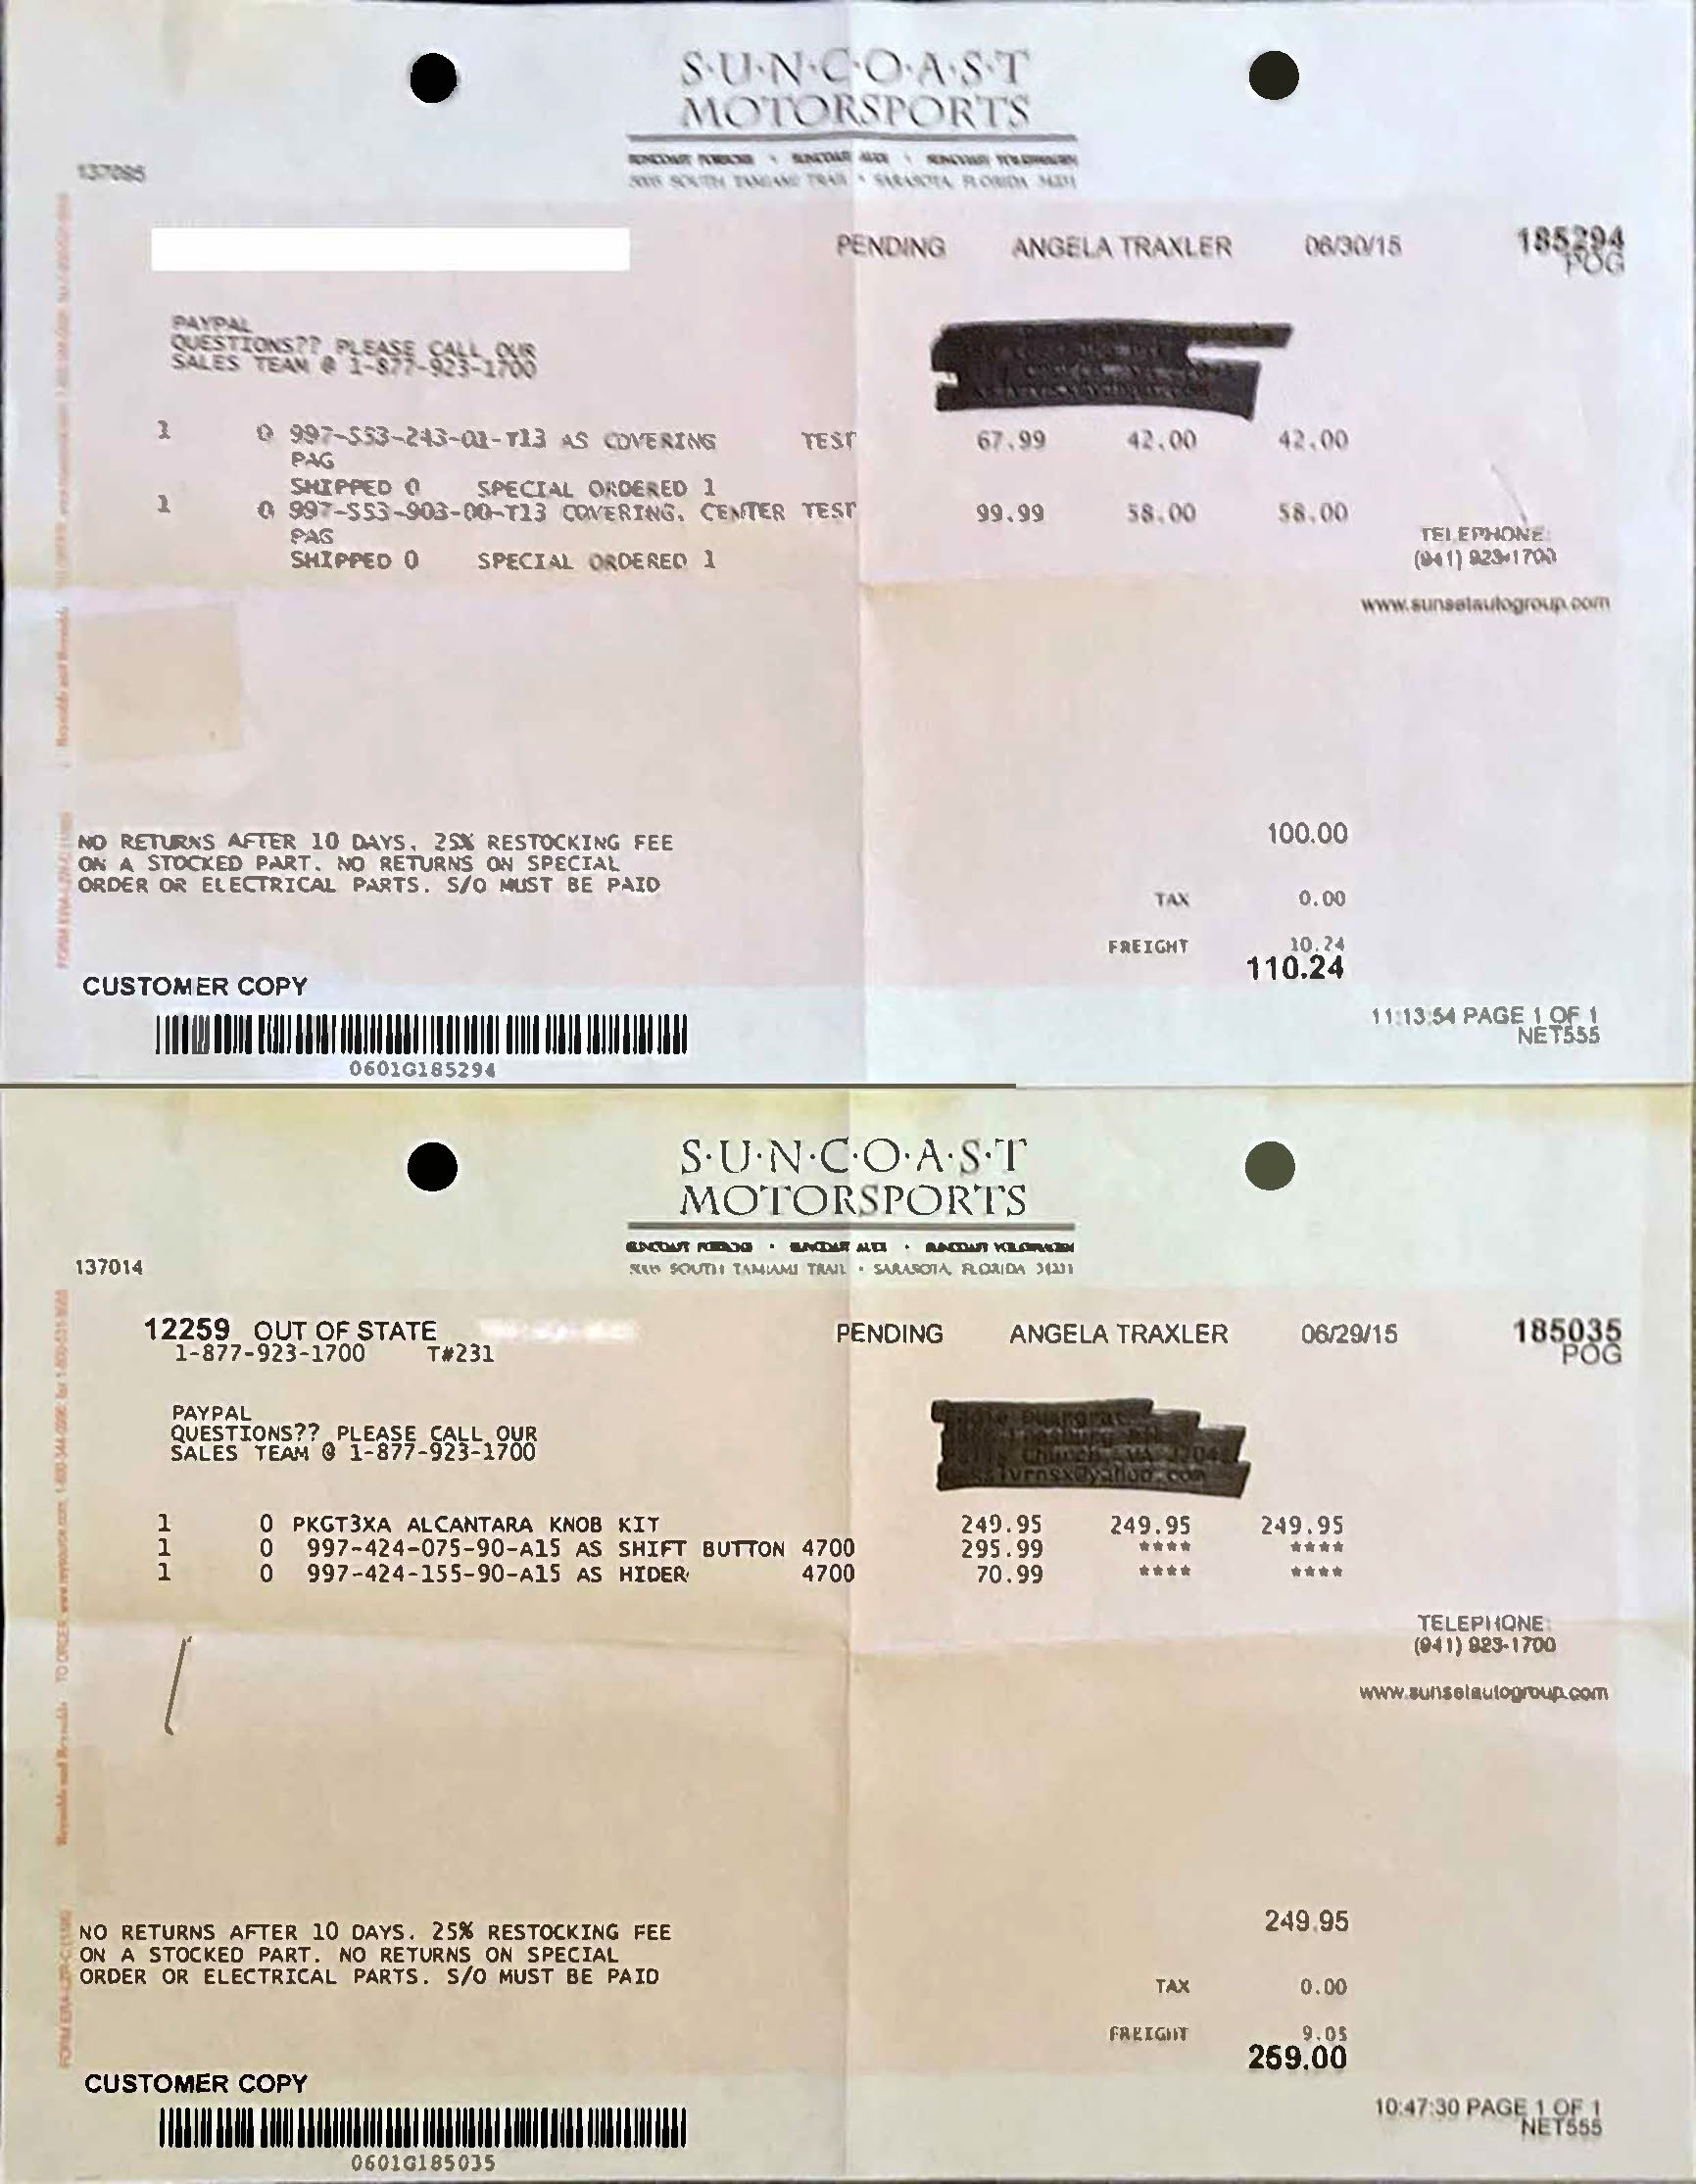 S·U·N·C·O·A·S·T
MOTORSPORTS
SOUTH TAMIAMI TRAIL • SARASOTA, FLORIDA
PENDING ANGELA TRAXLER 06/30/15 185294
POG
PAYPAL
QUESTIONS?? PLEASE CALL OUR
SALES TEAM @ 1-877-923-1700
1 0 997-553-243-01-T13 AS COVERING TEST 67.99 42.00 42.00
PAG
SHIPPED 0 SPECIAL ORDERED 1
1 0 997-553-903-00-T13 COVERING, CENTER TEST 99.99 58.00 58.00
PAG
SHIPPED 0 SPECIAL ORDERED 1
TELEPHONE:
(941) 923-1700
www.sunsetautogroup.com
NO RETURNS AFTER 10 DAYS. 25% RESTOCKING FEE
ON A STOCKED PART. NO RETURNS ON SPECIAL
ORDER OR ELECTRICAL PARTS. S/O MUST BE PAID
100.00
TAX 0.00
FREIGHT 10.24
110.24
CUSTOMER COPY
0601G185294
11:13:54 PAGE 1 OF 1
NET555
S·U·N·C·O·A·S·T
MOTORSPORTS
SOUTH TAMIAMI TRAIL • SARASOTA, FLORIDA
137014
12259 OUT OF STATE PENDING ANGELA TRAXLER 06/29/15 185035
1-877-923-1700 T#231 POG
PAYPAL
QUESTIONS?? PLEASE CALL OUR
SALES TEAM @ 1-877-923-1700
1 0 PKGT3XA ALCANTARA KNOB KIT 249.95 249.95 249.95
1 0 997-424-075-90-A15 AS SHIFT BUTTON 4700 295.99 **** ****
1 0 997-424-155-90-A15 AS HIDER 4700 70.99 **** ****
TELEPHONE:
(941) 923-1700
www.sunsetautogroup.com
NO RETURNS AFTER 10 DAYS. 25% RESTOCKING FEE
ON A STOCKED PART. NO RETURNS ON SPECIAL
ORDER OR ELECTRICAL PARTS. S/O MUST BE PAID
249.95
TAX 0.00
FREIGHT 9.05
259.00
CUSTOMER COPY
0601G185035
10:47:30 PAGE 1 OF 1
NET555